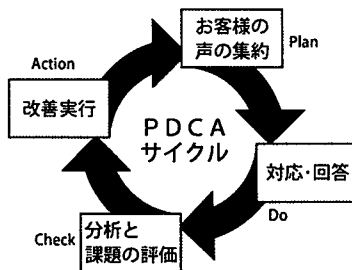 お客様の
声の集約
Plan
Action
改善実行
PDCA
サイクル
対応・回答
Do
Check
分析と
課題の評価